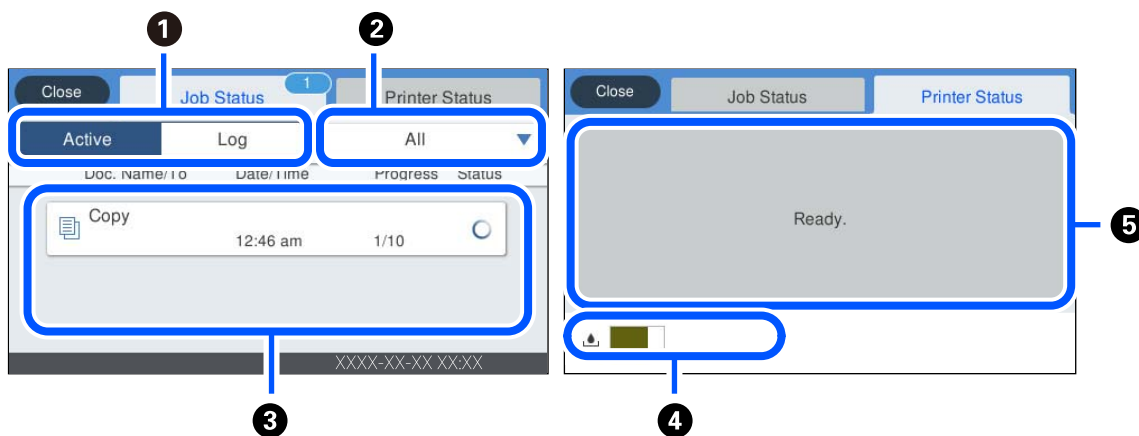 1 2
Close Job Status 1 Printer Status
Active Log All
Doc. Name/To Date/Time Progress Status
Copy
12:46 am 1/10
XXXX-XX-XX XX:XX
3
Close Job Status Printer Status
Ready.
5
4